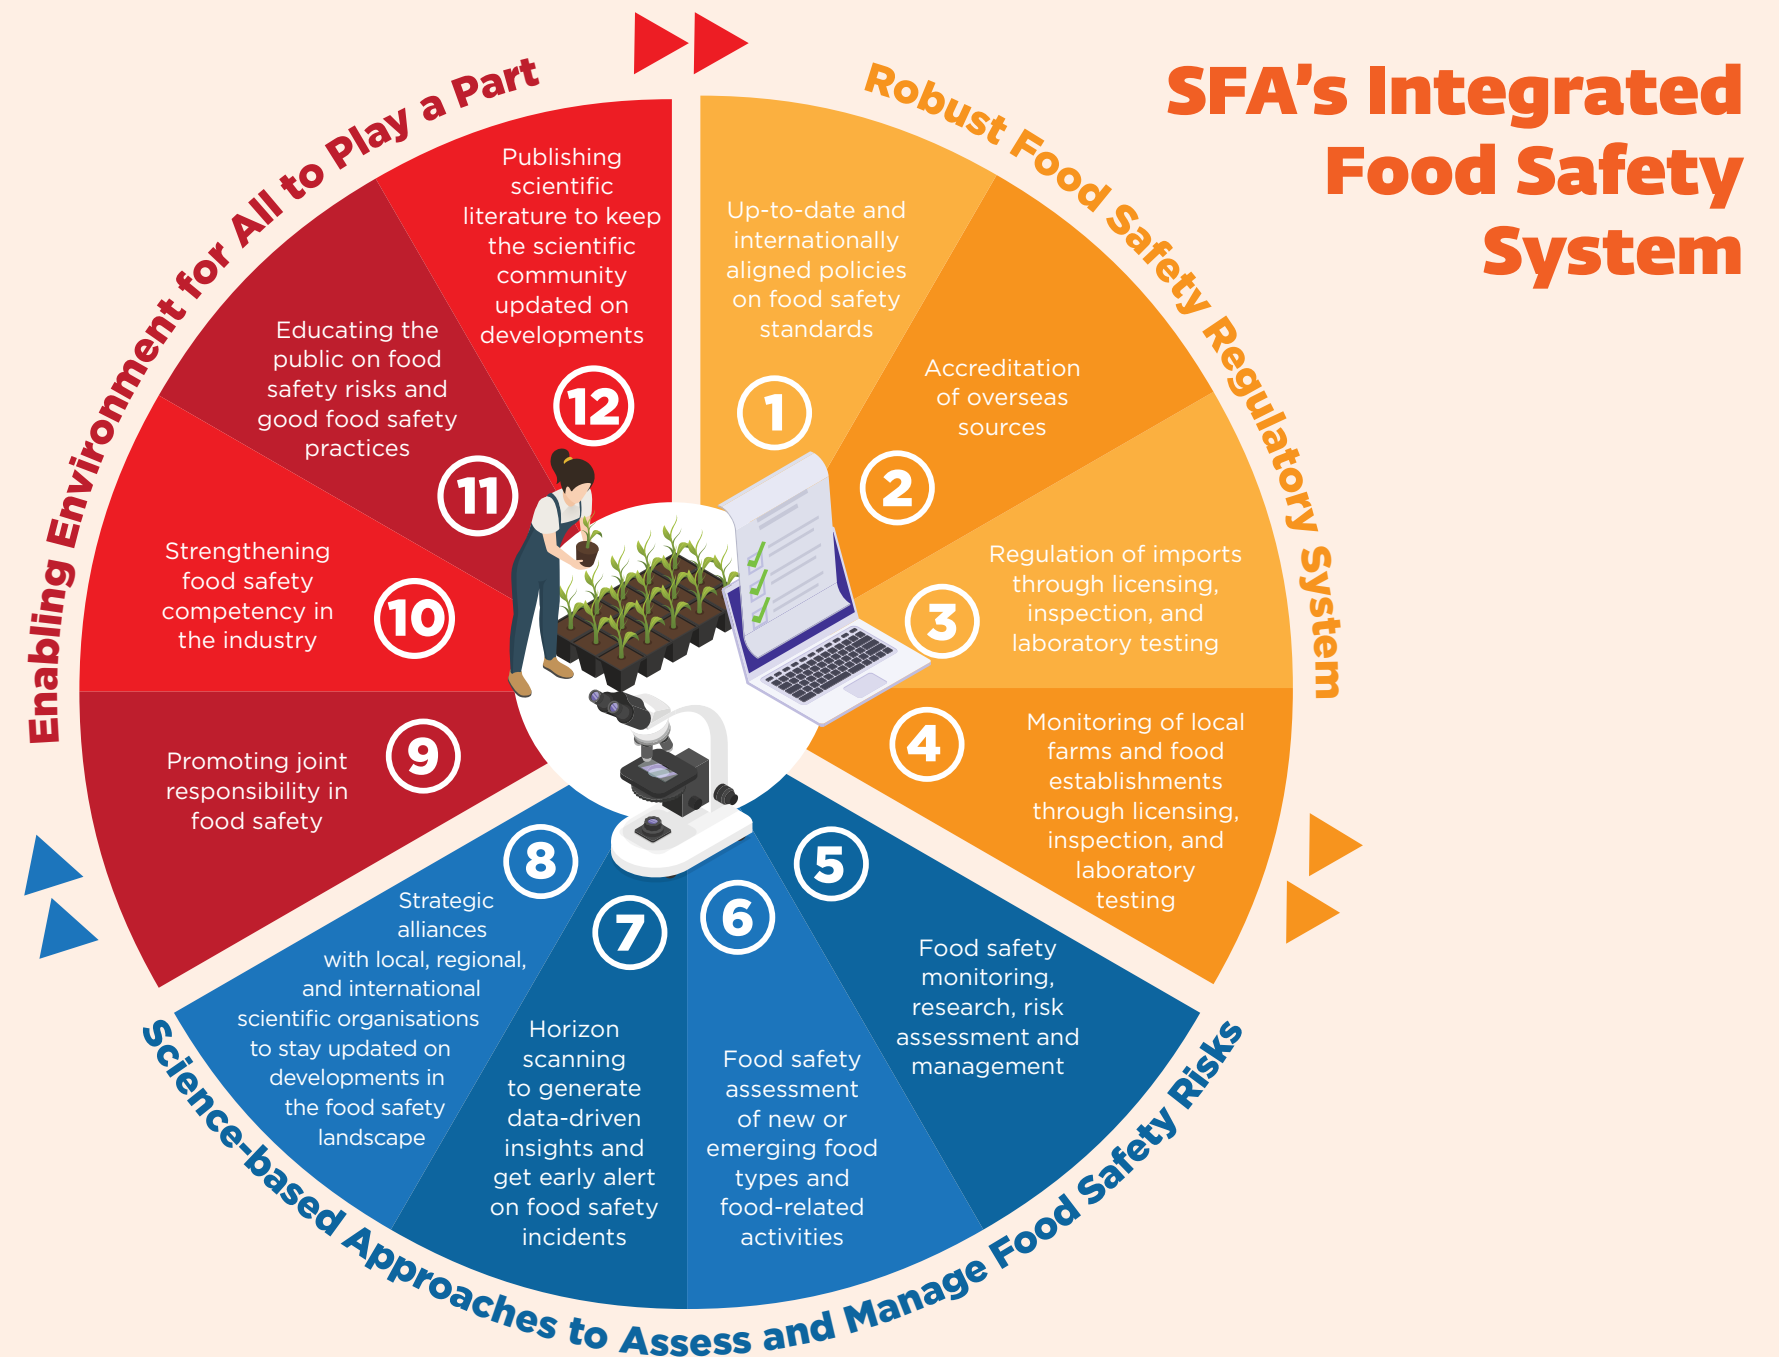 SFA's Integrated
Food Safety
System
Robust Food Safety Regulatory System
Up-to-date and
internationally
aligned policies
on food safety
standards
1
Accreditation
of overseas
sources
2
Regulation of imports
through licensing,
inspection, and
laboratory testing
3
Monitoring of local
farms and food
establishments
through licensing,
inspection, and
laboratory
testing
4
Science-based Approaches to Assess and Manage Food Safety Risks
5
Food safety
monitoring,
research, risk
assessment and
management
6
Food safety
assessment
of new or
emerging food
types and
food-related
activities
7
Horizon
scanning
to generate
data-driven
insights and
get early alert
on food safety
incidents
8
Strategic
alliances
with local, regional,
and international
scientific organisations
to stay updated on
developments in
the food safety
landscape
Enabling Environment for All to Play a Part
9
Promoting joint
responsibility in
food safety
10
Strengthening
food safety
competency in
the industry
11
Educating the
public on food
safety risks and
good food safety
practices
12
Publishing
scientific
literature to keep
the scientific
community
updated on
developments